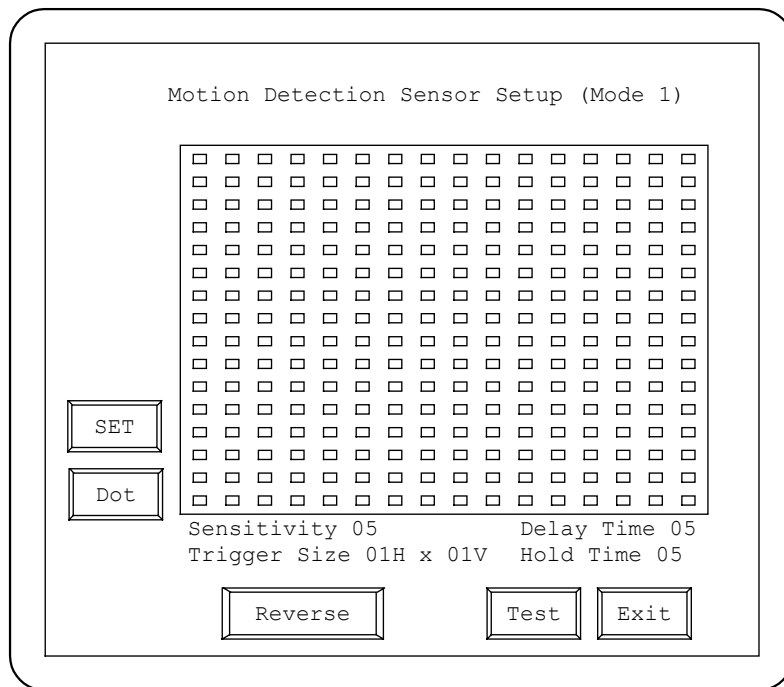 Motion Detection Sensor Setup (Mode 1)
SET
Dot
Sensitivity 05
Delay Time 05
Trigger Size 01H x 01V
Hold Time 05
Reverse
Test
Exit